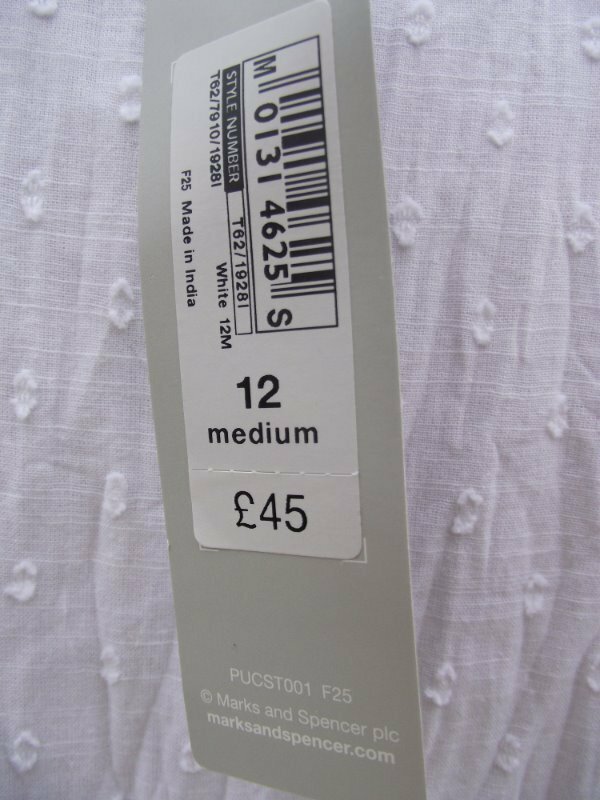 M 0131 4625 S
STYLE NUMBER T62/1928I
T62/7910/1928I White 12M
F25 Made in India
12
medium
£45
PUCST001 F25
© Marks and Spencer plc
marksandspencer.com